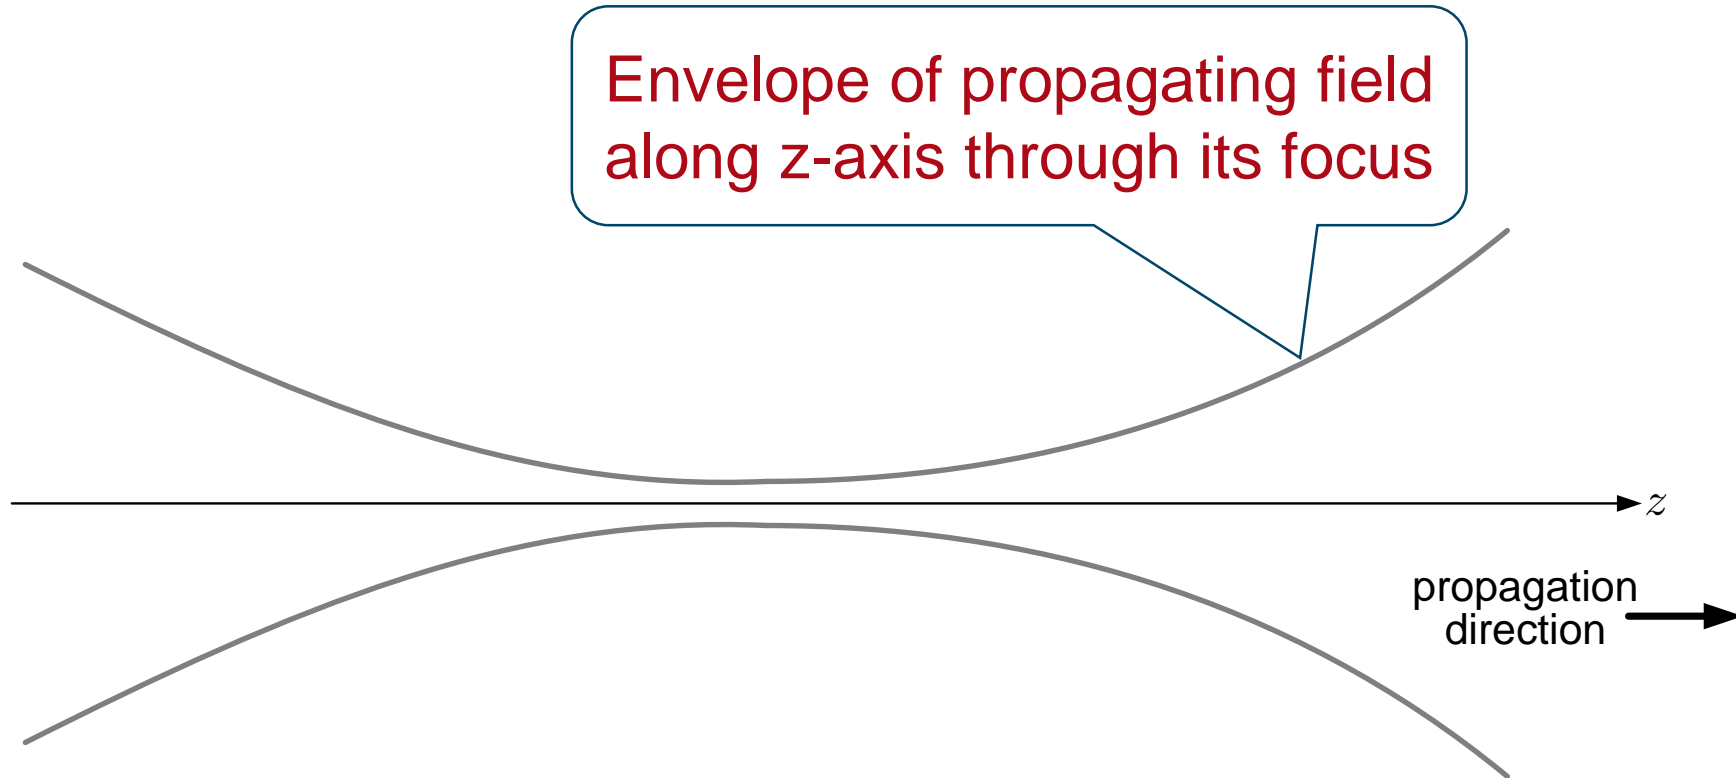 Envelope of propagating field
along z-axis through its focus
z
propagation
direction